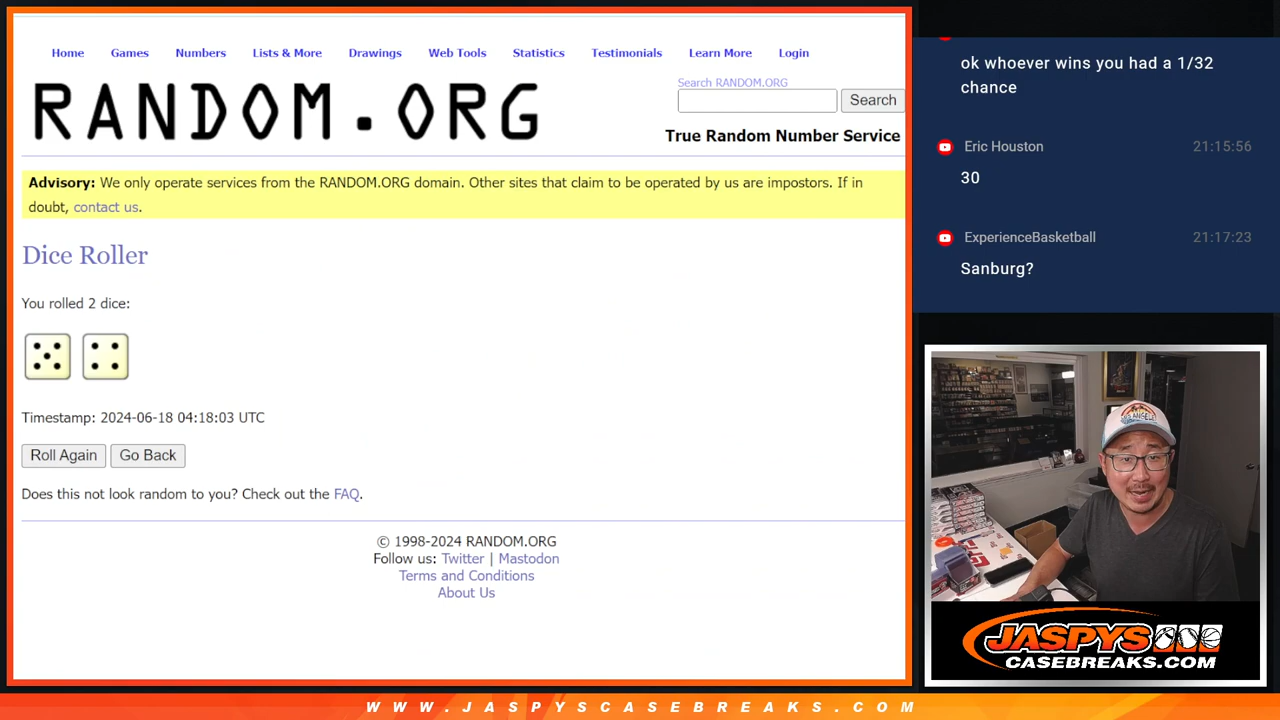 Home Games Numbers Lists & More Drawings Web Tools Statistics Testimonials Learn More Login
RANDOM.ORG
Search RANDOM.ORG
Search
True Random Number Service
Advisory: We only operate services from the RANDOM.ORG domain. Other sites that claim to be operated by us are impostors. If in
doubt, contact us.
Dice Roller
You rolled 2 dice:
Timestamp: 2024-06-18 04:18:03 UTC
Roll Again Go Back
Does this not look random to you? Check out the FAQ.
© 1998-2024 RANDOM.ORG
Follow us: Twitter | Mastodon
Terms and Conditions
About Us
ok whoever wins you had a 1/32
chance
Eric Houston 21:15:56
30
ExperienceBasketball 21:17:23
Sanburg?
JASPYS
CASEBREAKS.COM
WWW.JASPYSCASEBREAKS.COM